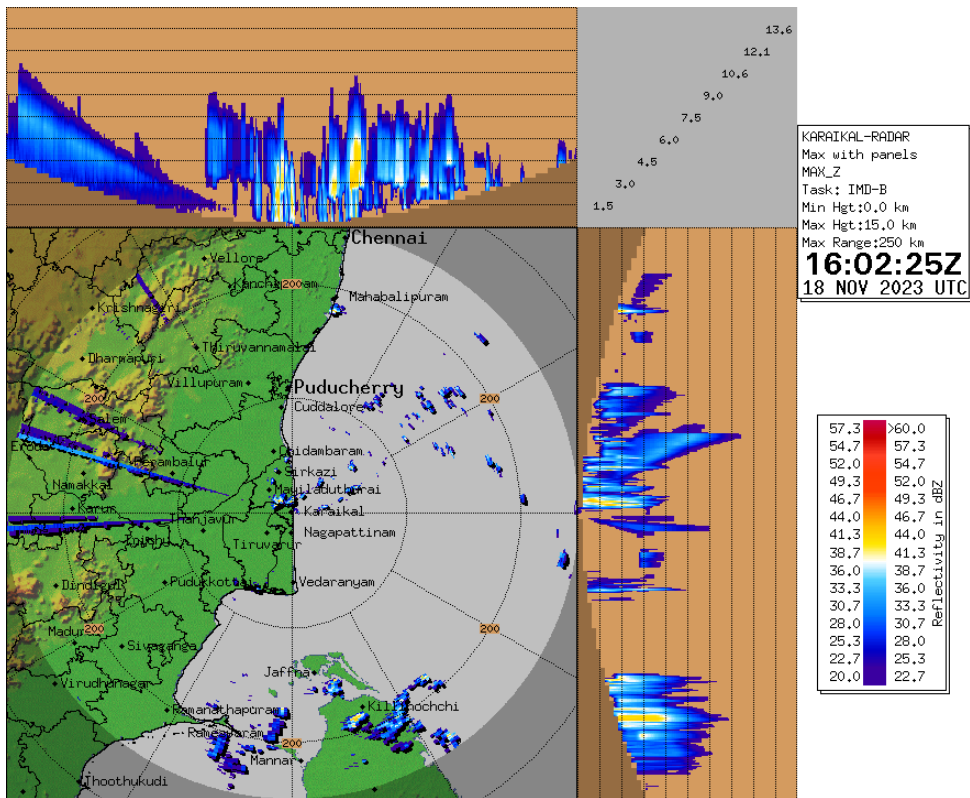 13.6
12.1
10.6
9.0
7.5
6.0
4.5
3.0
1.5
KARAIKAL-RADAR
Max with panels
MAX_Z
Task: IMD-B
Min Hgt:0.0 km
Max Hgt:15.0 km
Max Range:250 km
16:02:25Z
18 NOV 2023 UTC
Chennai
Vellore
200
Mahabalipuram
Krishnagiri
Thiruvannamalai
Dharmapuri
Villupuram
Puducherry
200
200
Cuddalore
Salem
Chidambaram
Perambalur
Sirkazi
Namakkal
Mayiladuthurai
Karur
Karaikal
Thanjavur
Trichy
Tiruvarur
Nagapattinam
Dindigul
Pudukkottai
Vedaranyam
200
200
Sivaganga
Jaffna
Virudhunagar
Ramanathapuram
Killinochchi
Rameswaram
200
Mannar
Thoothukudi
57.3 >60.0
54.7 57.3
52.0 54.7
49.3 52.0
46.7 49.3
44.0 46.7
41.3 44.0
38.7 41.3
36.0 38.7
33.3 36.0
30.7 33.3
28.0 30.7
25.3 28.0
22.7 25.3
20.0 22.7
Reflectivity in dBZ